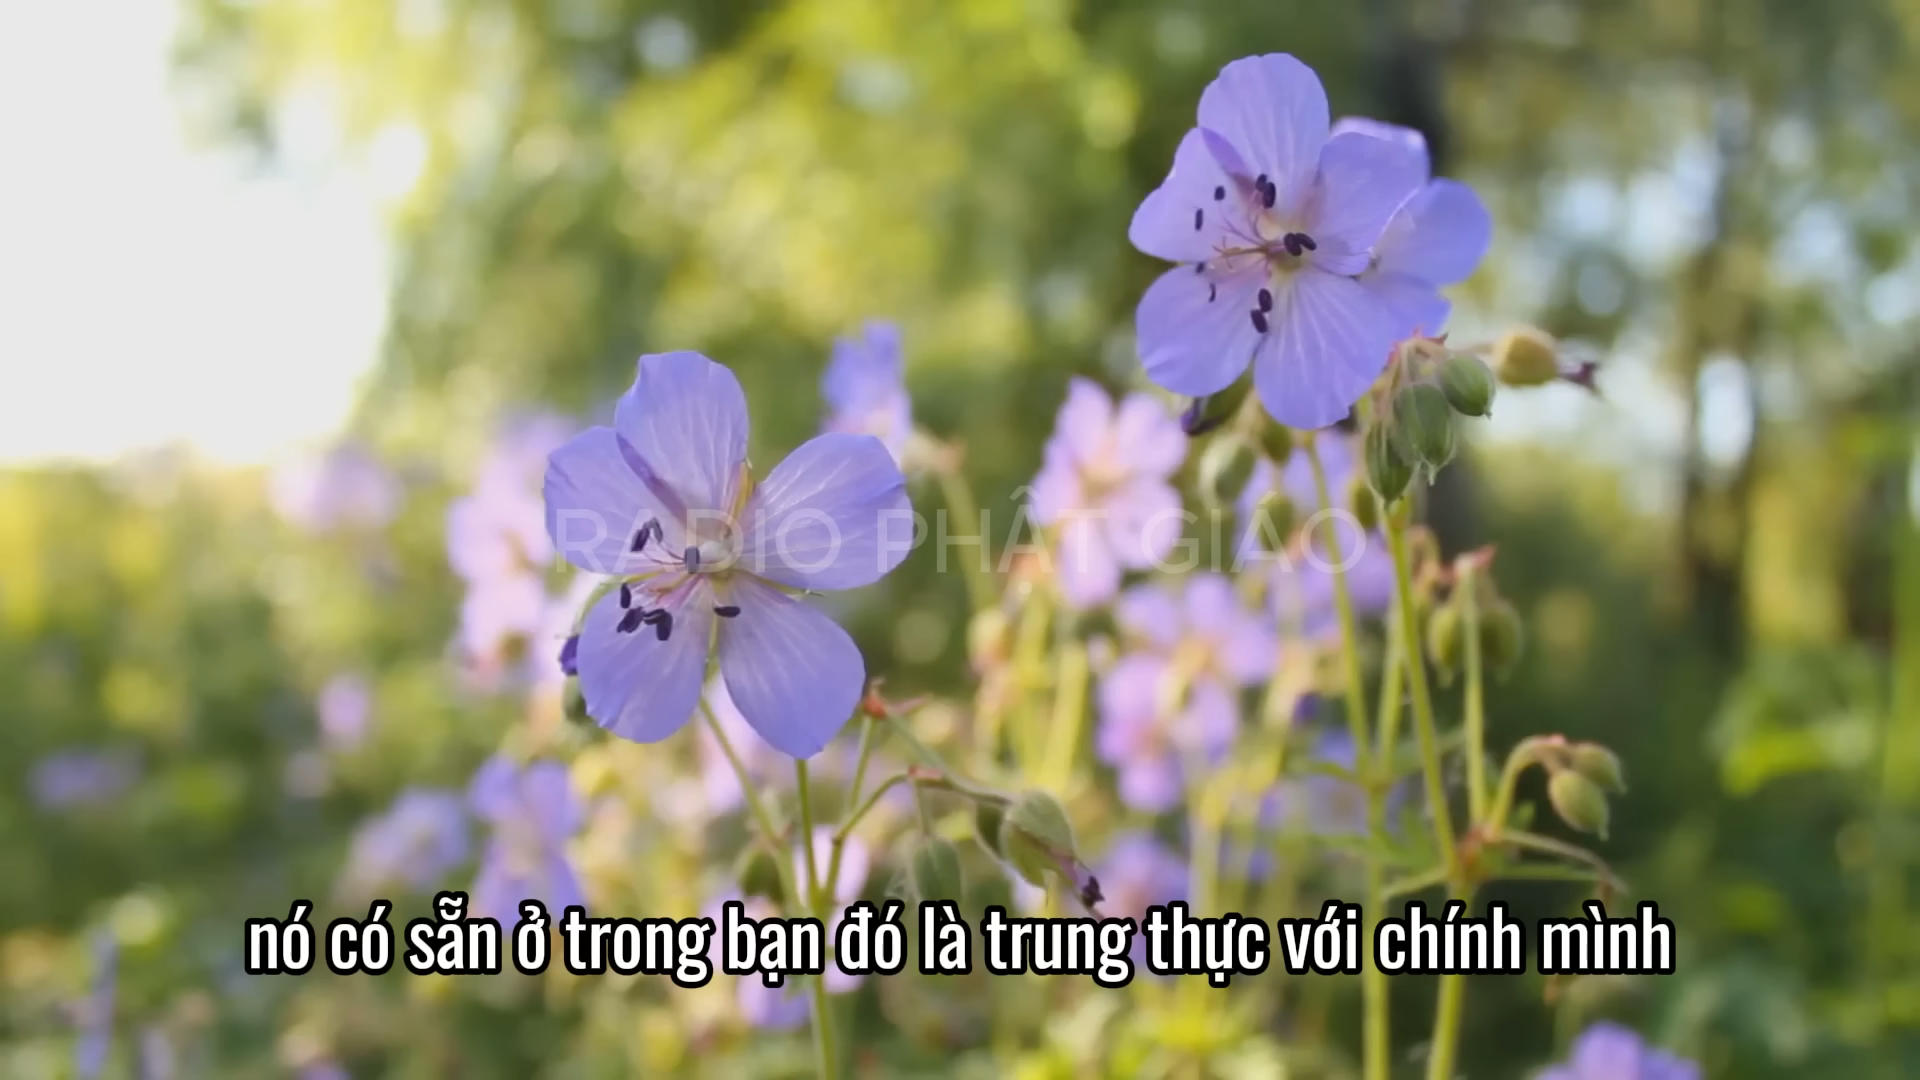 RADIO PHẬT GIÁO
nó có sẵn ở trong bạn đó là trung thực với chính mình